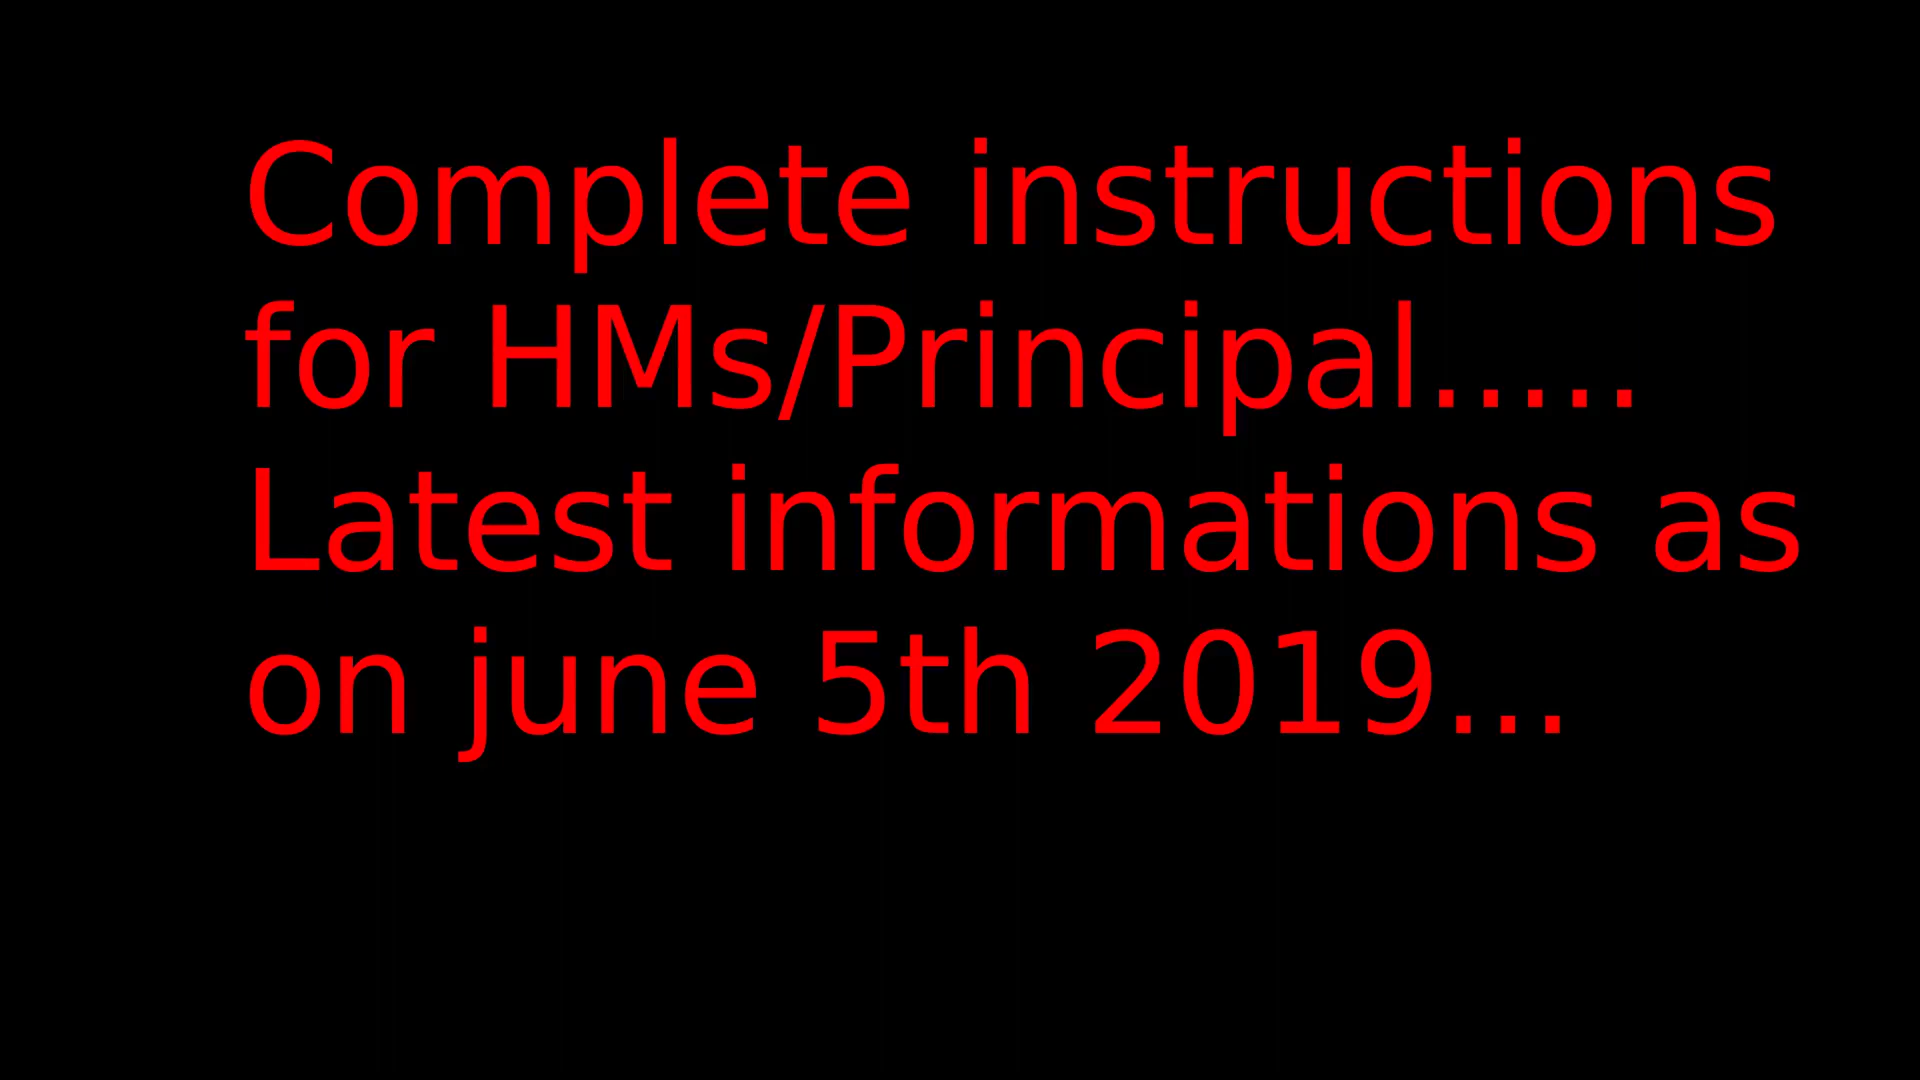 Complete instructions
for HMs/Principal.....
Latest informations as
on june 5th 2019...